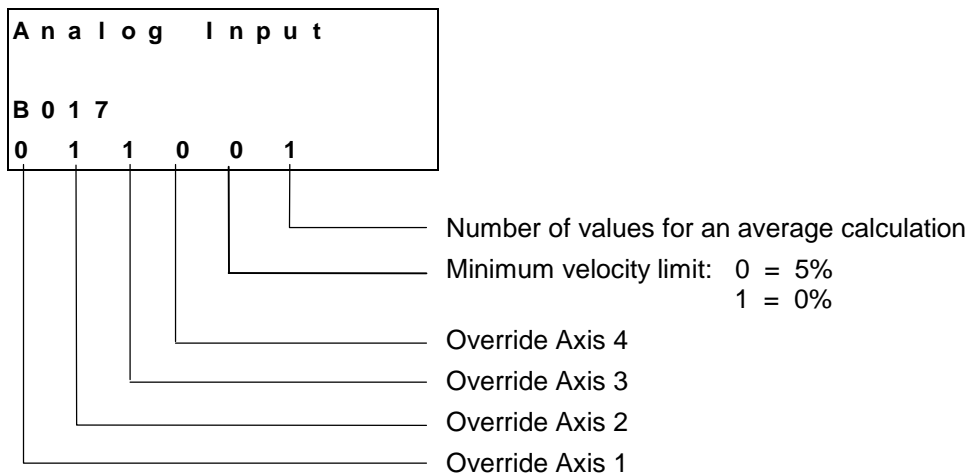 Analog Input
B017
0 1 1 0 0 1
Number of values for an average calculation
Minimum velocity limit: 0 = 5%
1 = 0%
Override Axis 4
Override Axis 3
Override Axis 2
Override Axis 1